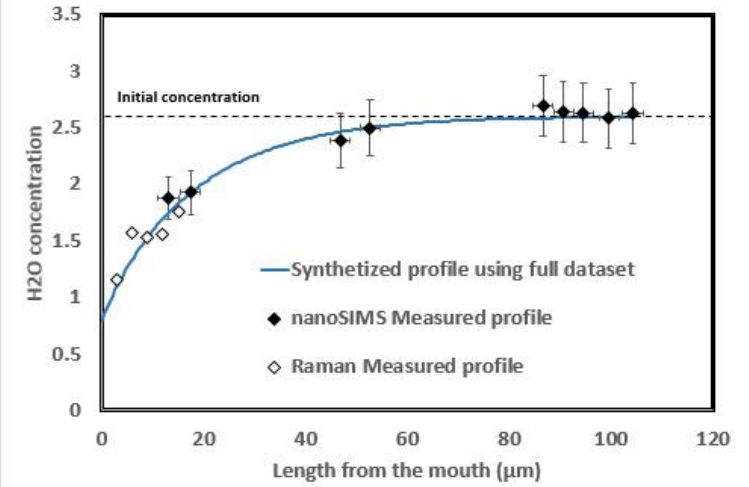 3.5
3
Initial concentration
2.5
2
1.5
1
0.5
0
H2O concentration
Synthetized profile using full dataset
nanoSIMS Measured profile
Raman Measured profile
0 20 40 60 80 100 120
Length from the mouth (μm)